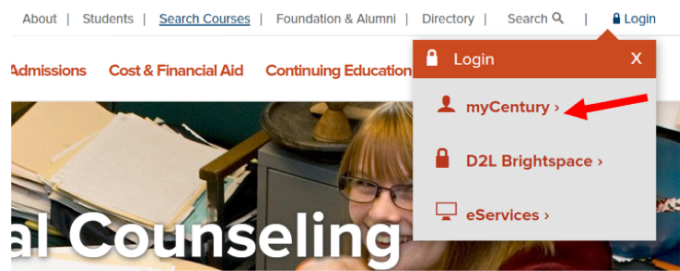 About | Students | Search Courses | Foundation & Alumni | Directory | Search | Login
Admissions Cost & Financial Aid Continuing Education
Login X
myCentury ›
D2L Brightspace ›
eServices ›
al Counseling